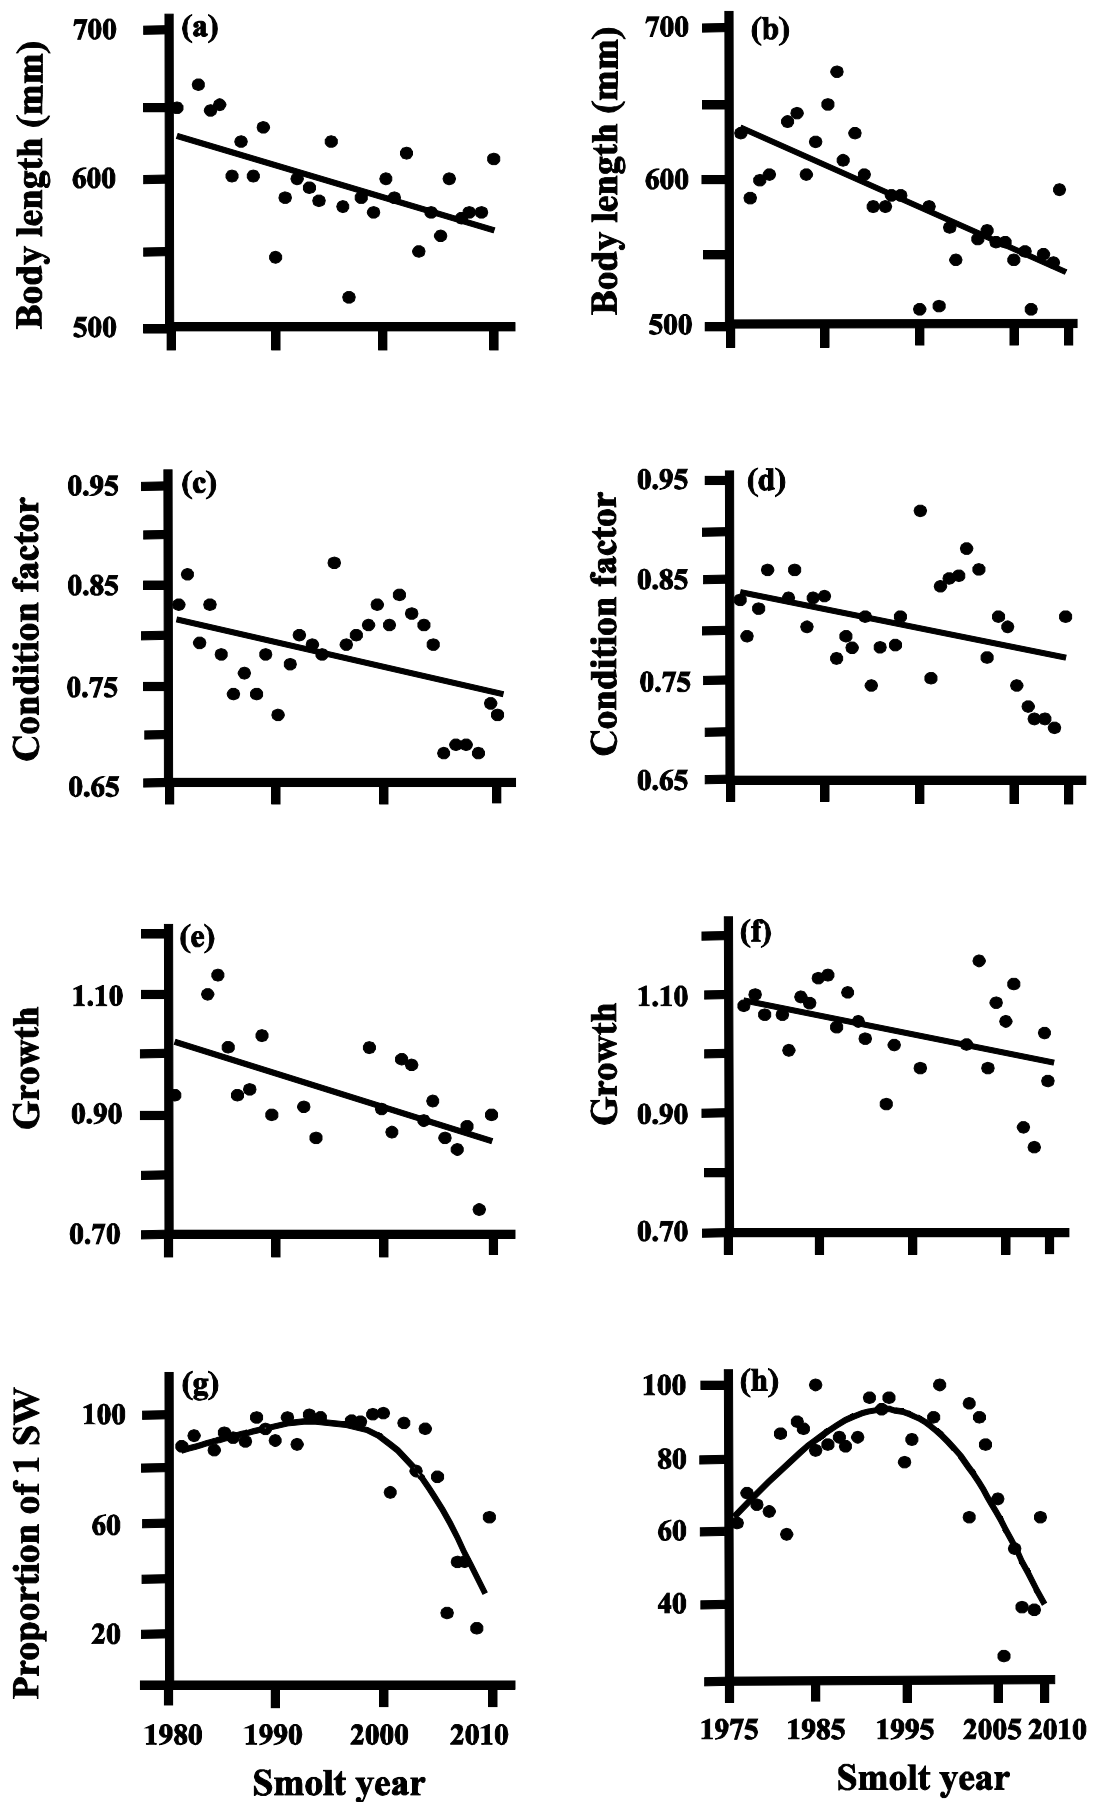 (a)
700
600
500
Body length (mm)
(b)
700
600
500
Body length (mm)
(c)
0.95
0.85
0.75
0.65
Condition factor
(d)
0.95
0.85
0.75
0.65
Condition factor
(e)
1.10
0.90
0.70
Growth
(f)
1.10
0.90
0.70
Growth
(g)
100
60
20
Proportion of 1 SW
1980 1990 2000 2010
Smolt year
(h)
100
80
60
40
1975 1985 1995 2005 2010
Smolt year